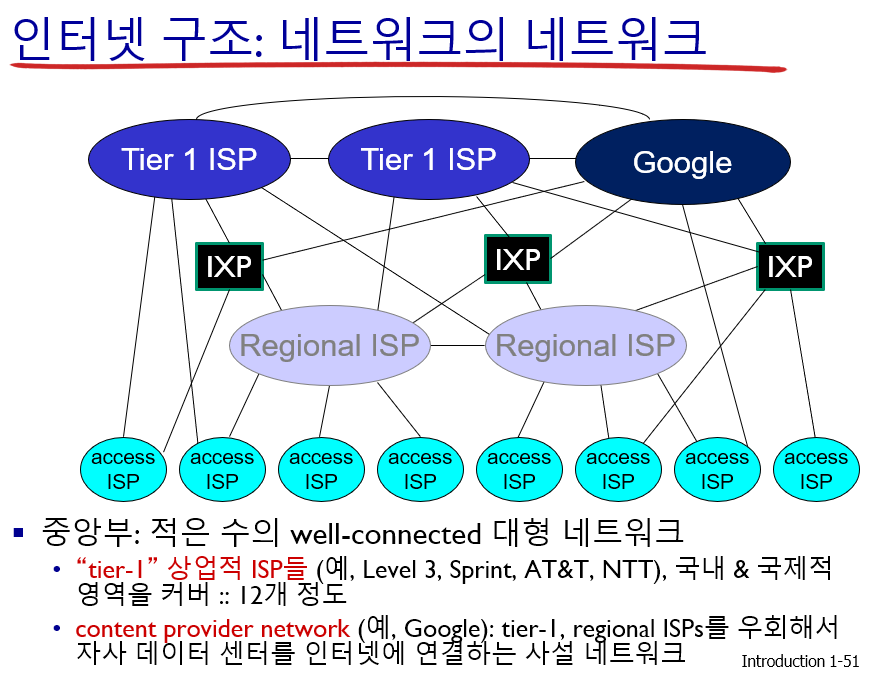 인터넷 구조: 네트워크의 네트워크
Tier 1 ISP
Tier 1 ISP
Google
IXP
IXP
IXP
Regional ISP
Regional ISP
access
ISP
access
ISP
access
ISP
access
ISP
access
ISP
access
ISP
access
ISP
access
ISP
▪ 중앙부: 적은 수의 well-connected 대형 네트워크
• “tier-1” 상업적 ISP들 (예, Level 3, Sprint, AT&T, NTT), 국내 & 국제적
영역을 커버 :: 12개 정도
• content provider network (예, Google): tier-1, regional ISPs를 우회해서
자사 데이터 센터를 인터넷에 연결하는 사설 네트워크
Introduction 1-51